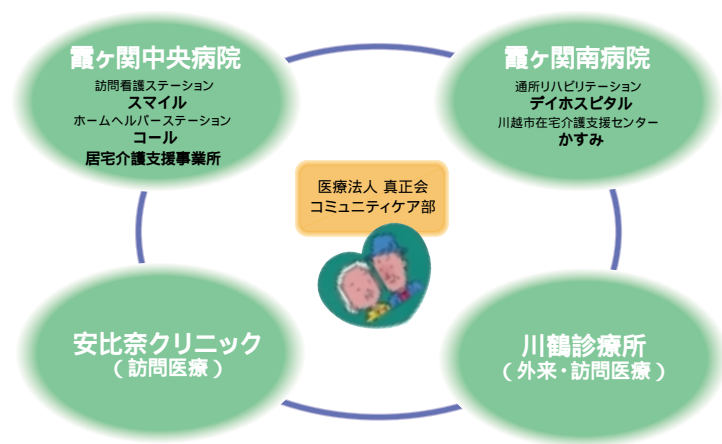 霞ヶ関中央病院
訪問看護ステーション
スマイル
ホームヘルパーステーション
コール
居宅介護支援事業所
霞ヶ関南病院
通所リハビリテーション
デイホスピタル
川越市在宅介護支援センター
かすみ
医療法人 真正会
コミュニティケア部
安比奈クリニック
(訪問医療)
川鶴診療所
(外来・訪問医療)